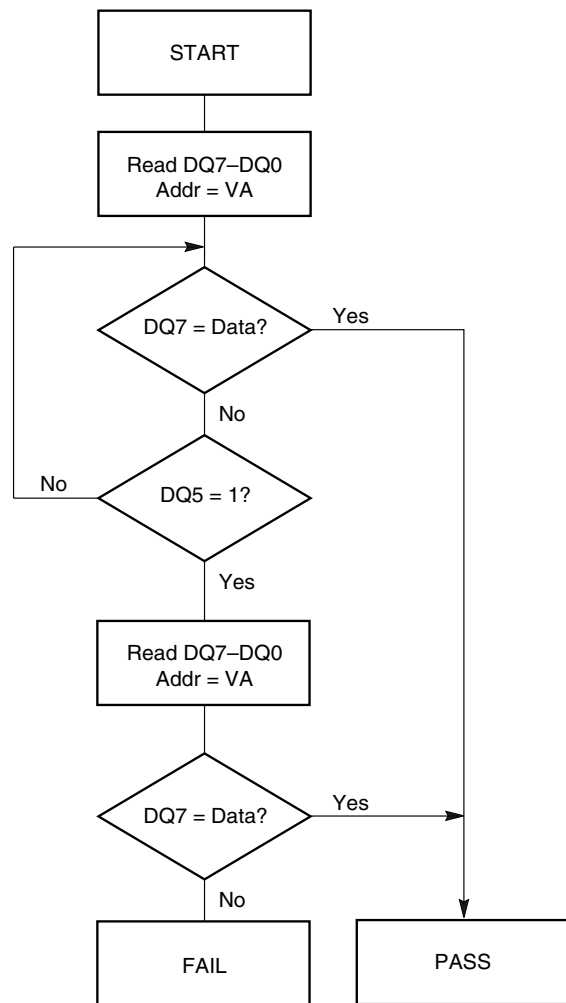 START
Read DQ7–DQ0
Addr = VA
DQ7 = Data?
Yes
No
No
DQ5 = 1?
Yes
Read DQ7–DQ0
Addr = VA
DQ7 = Data?
Yes
No
FAIL
PASS